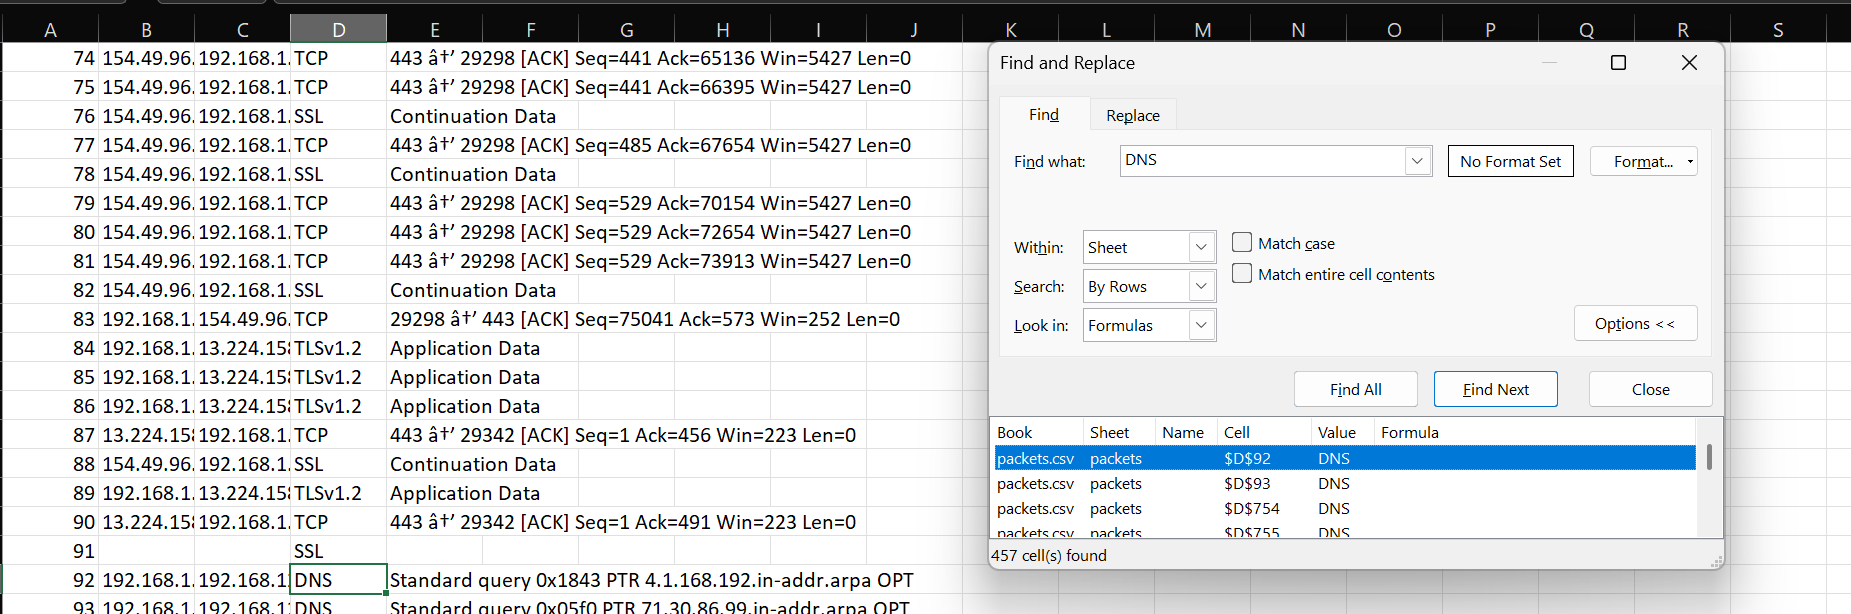 A B C D E F G H I J K L M N O P Q R S
74 154.49.96. 192.168.1. TCP 443 â†’ 29298 [ACK] Seq=441 Ack=65136 Win=5427 Len=0
75 154.49.96. 192.168.1. TCP 443 â†’ 29298 [ACK] Seq=441 Ack=66395 Win=5427 Len=0
76 154.49.96. 192.168.1. SSL Continuation Data
77 154.49.96. 192.168.1. TCP 443 â†’ 29298 [ACK] Seq=485 Ack=67654 Win=5427 Len=0
78 154.49.96. 192.168.1. SSL Continuation Data
79 154.49.96. 192.168.1. TCP 443 â†’ 29298 [ACK] Seq=529 Ack=70154 Win=5427 Len=0
80 154.49.96. 192.168.1. TCP 443 â†’ 29298 [ACK] Seq=529 Ack=72654 Win=5427 Len=0
81 154.49.96. 192.168.1. TCP 443 â†’ 29298 [ACK] Seq=529 Ack=73913 Win=5427 Len=0
82 154.49.96. 192.168.1. SSL Continuation Data
83 192.168.1. 154.49.96. TCP 29298 â†’ 443 [ACK] Seq=75041 Ack=573 Win=252 Len=0
84 192.168.1. 13.224.158 TLSv1.2 Application Data
85 192.168.1. 13.224.158 TLSv1.2 Application Data
86 192.168.1. 13.224.158 TLSv1.2 Application Data
87 13.224.158 192.168.1. TCP 443 â†’ 29342 [ACK] Seq=1 Ack=456 Win=223 Len=0
88 154.49.96. 192.168.1. SSL Continuation Data
89 192.168.1. 13.224.158 TLSv1.2 Application Data
90 13.224.158 192.168.1. TCP 443 â†’ 29342 [ACK] Seq=1 Ack=491 Win=223 Len=0
91 SSL
92 192.168.1. 192.168.1 DNS Standard query 0x1843 PTR 4.1.168.192.in-addr.arpa OPT
93 192.168.1. 192.168.1 DNS Standard query 0x05f0 PTR 71.30.86.99.in-addr.arpa OPT
Find and Replace
Find Replace
Find what: DNS No Format Set Format...
Within: Sheet Match case
Search: By Rows Match entire cell contents
Look in: Formulas Options <<
Find All Find Next Close
Book Sheet Name Cell Value Formula
packets.csv packets $D$92 DNS
packets.csv packets $D$93 DNS
packets.csv packets $D$754 DNS
packets.csv packets $D$755 DNS
457 cell(s) found